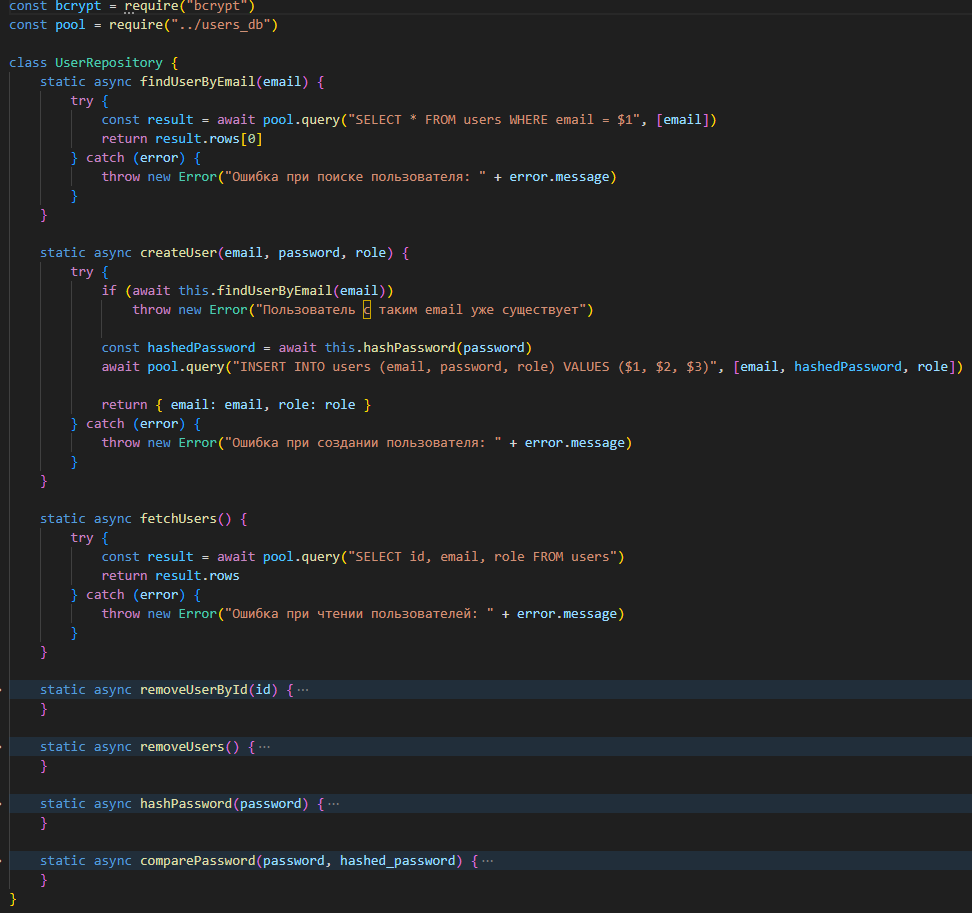 const bcrypt = require("bcrypt")
const pool = require("../users_db")
class UserRepository {
static async findUserByEmail(email) {
try {
const result = await pool.query("SELECT * FROM users WHERE email = $1", [email])
return result.rows[0]
} catch (error) {
throw new Error("Ошибка при поиске пользователя: " + error.message)
}
}
static async createUser(email, password, role) {
try {
if (await this.findUserByEmail(email))
throw new Error("Пользователь с таким email уже существует")
const hashedPassword = await this.hashPassword(password)
await pool.query("INSERT INTO users (email, password, role) VALUES ($1, $2, $3)", [email, hashedPassword, role])
return { email: email, role: role }
} catch (error) {
throw new Error("Ошибка при создании пользователя: " + error.message)
}
}
static async fetchUsers() {
try {
const result = await pool.query("SELECT id, email, role FROM users")
return result.rows
} catch (error) {
throw new Error("Ошибка при чтении пользователей: " + error.message)
}
}
static async removeUserById(id) { ⋯
}
static async removeUsers() { ⋯
}
static async hashPassword(password) { ⋯
}
static async comparePassword(password, hashed_password) { ⋯
}
}